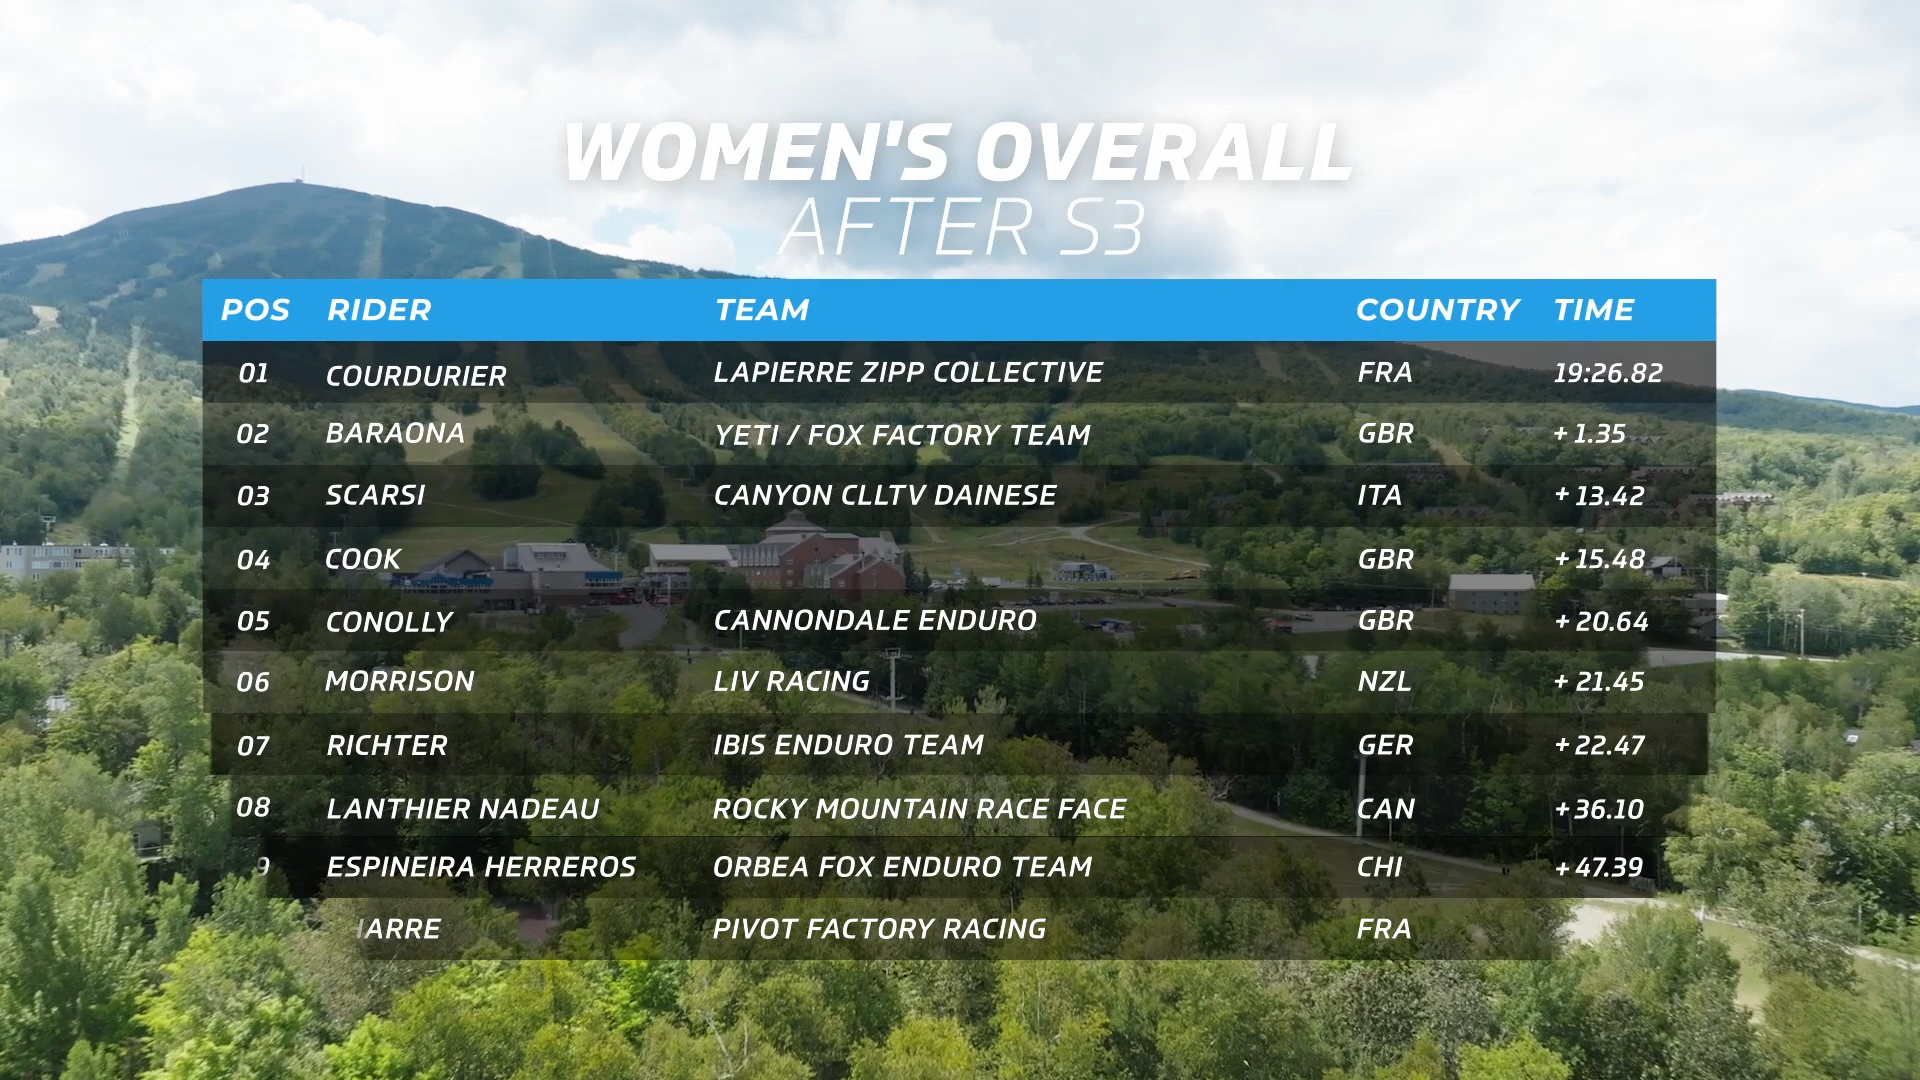 WOMEN'S OVERALL
AFTER S3
POS RIDER TEAM COUNTRY TIME
01 COURDURIER LAPIERRE ZIPP COLLECTIVE FRA 19:26.82
02 BARAONA YETI / FOX FACTORY TEAM GBR + 1.35
03 SCARSI CANYON CLLTV DAINESE ITA + 13.42
04 COOK GBR + 15.48
05 CONOLLY CANNONDALE ENDURO GBR + 20.64
06 MORRISON LIV RACING NZL + 21.45
07 RICHTER IBIS ENDURO TEAM GER + 22.47
08 LANTHIER NADEAU ROCKY MOUNTAIN RACE FACE CAN + 36.10
9 ESPINEIRA HERREROS ORBEA FOX ENDURO TEAM CHI + 47.39
PIVOT FACTORY RACING FRA